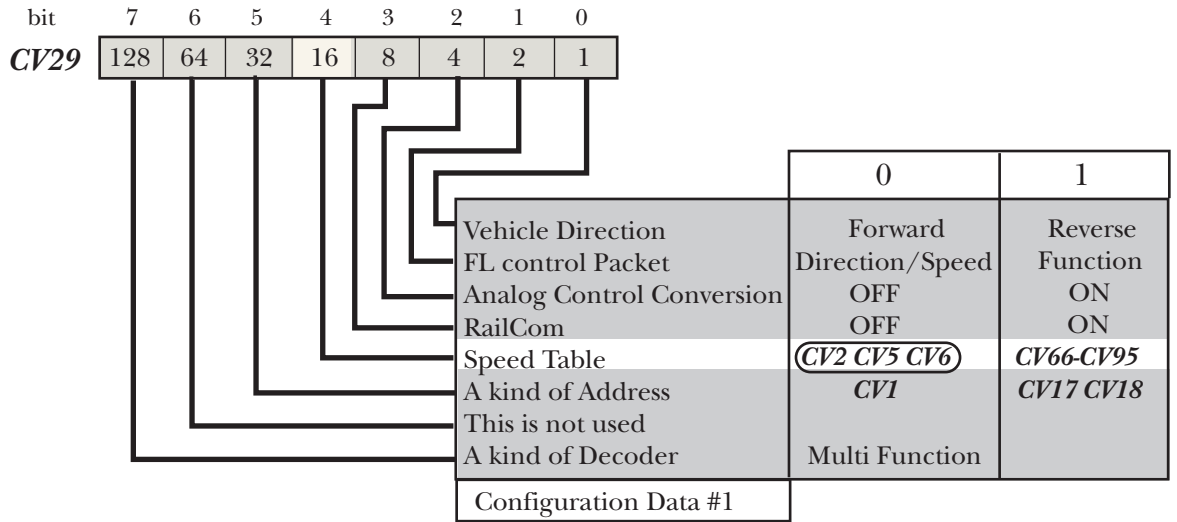 bit 7 6 5 4 3 2 1 0
CV29 128 64 32 16 8 4 2 1
0 1
Vehicle Direction Forward Reverse
FL control Packet Direction/Speed Function
Analog Control Conversion OFF ON
RailCom OFF ON
Speed Table CV2 CV5 CV6 CV66-CV95
A kind of Address CV1 CV17 CV18
This is not used
A kind of Decoder Multi Function
Configuration Data #1